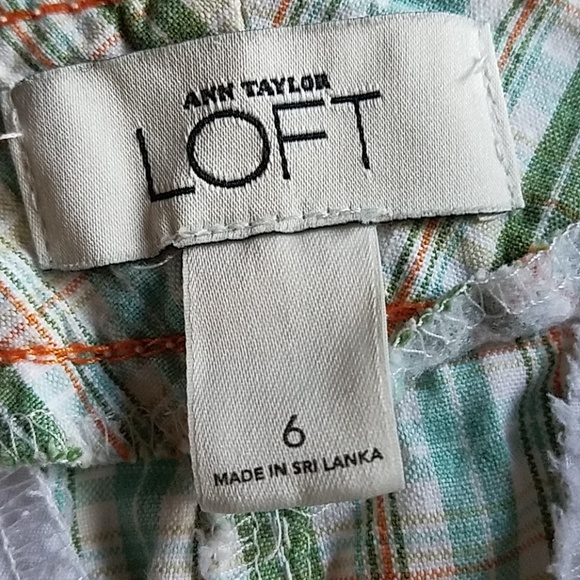 ANN TAYLOR
LOFT
6
MADE IN SRI LANKA